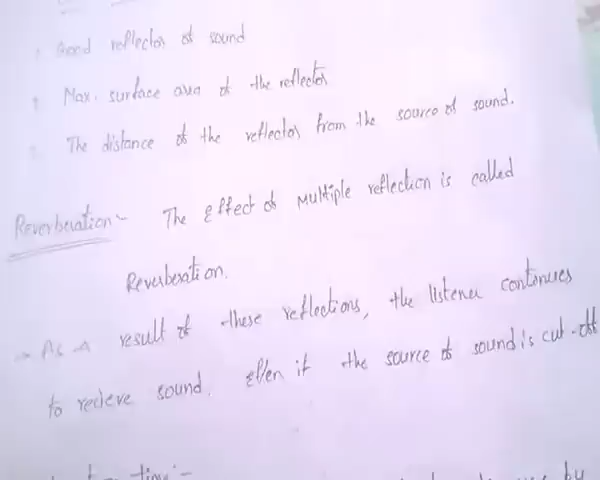 Good reflector of sound
Max. surface area of the reflector
The distance of the reflector from the source of sound.
Reverberation:- The effect of Multiple reflection is called
Reverberation.
→ As A result of these reflections, the listener continues
to recieve sound. Even if the source of sound is cut-off
time:-
by